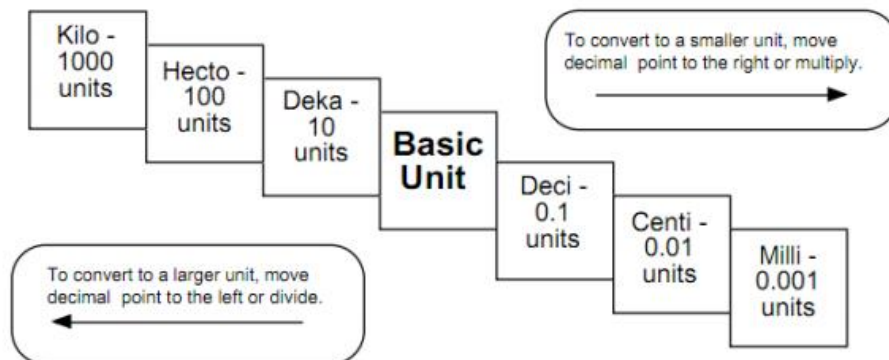 Kilo -
1000
units
Hecto -
100
units
Deka -
10
units
Basic
Unit
Deci -
0.1
units
Centi -
0.01
units
Milli -
0.001
units
To convert to a smaller unit, move
decimal point to the right or multiply.
To convert to a larger unit, move
decimal point to the left or divide.